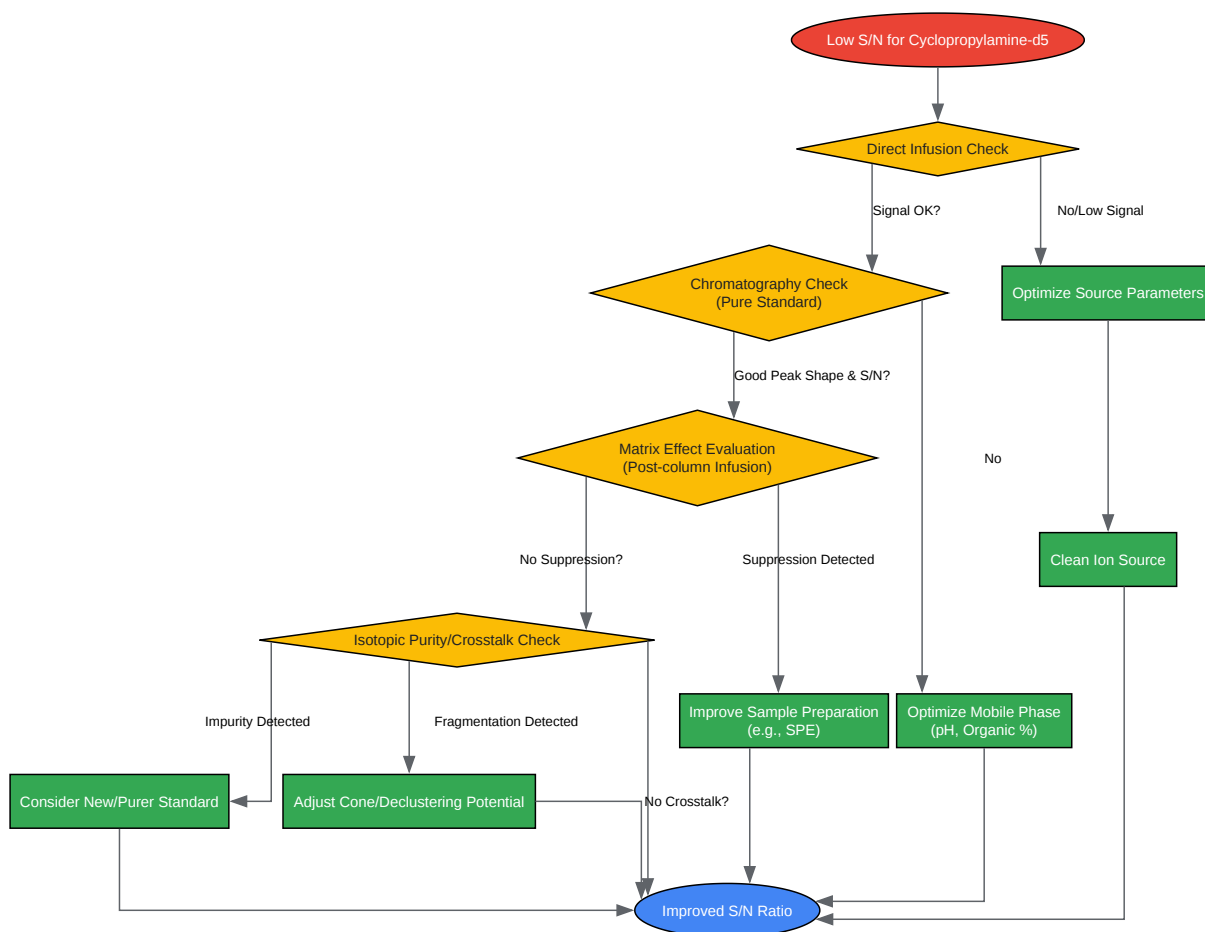 Low S/N for Cyclopropylamine-d5
Direct Infusion Check
Signal OK?
No/Low Signal
Chromatography Check
(Pure Standard)
Optimize Source Parameters
Good Peak Shape & S/N?
Matrix Effect Evaluation
(Post-column Infusion)
No
No Suppression?
Suppression Detected
Clean Ion Source
Isotopic Purity/Crosstalk Check
Impurity Detected
Fragmentation Detected
Improve Sample Preparation
(e.g., SPE)
Optimize Mobile Phase
(pH, Organic %)
Consider New/Purer Standard
Adjust Cone/Declustering Potential
No Crosstalk?
Improved S/N Ratio